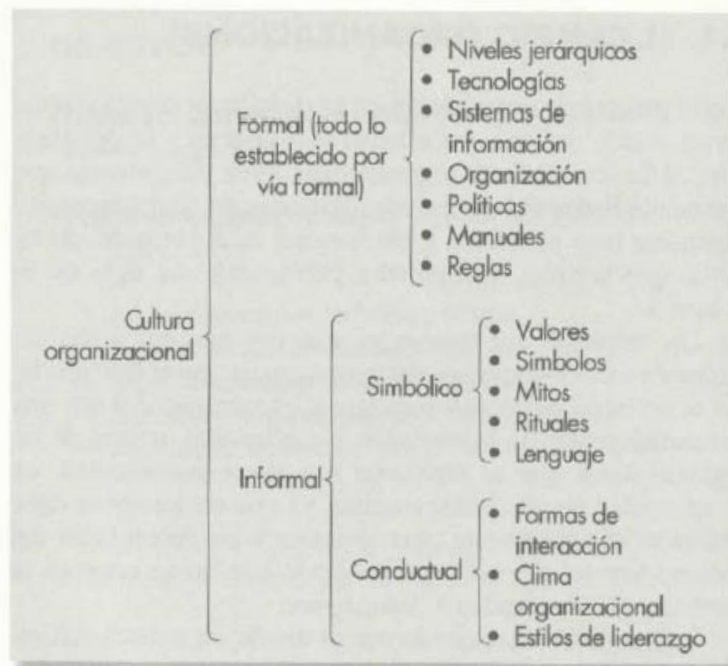 Cultura
organizacional
Formal (todo lo
establecido por
vía formal)
• Niveles jerárquicos
• Tecnologías
• Sistemas de
información
• Organización
• Políticas
• Manuales
• Reglas
Informal
Simbólico
• Valores
• Símbolos
• Mitos
• Rituales
• Lenguaje
Conductual
• Formas de
interacción
• Clima
organizacional
• Estilos de liderazgo